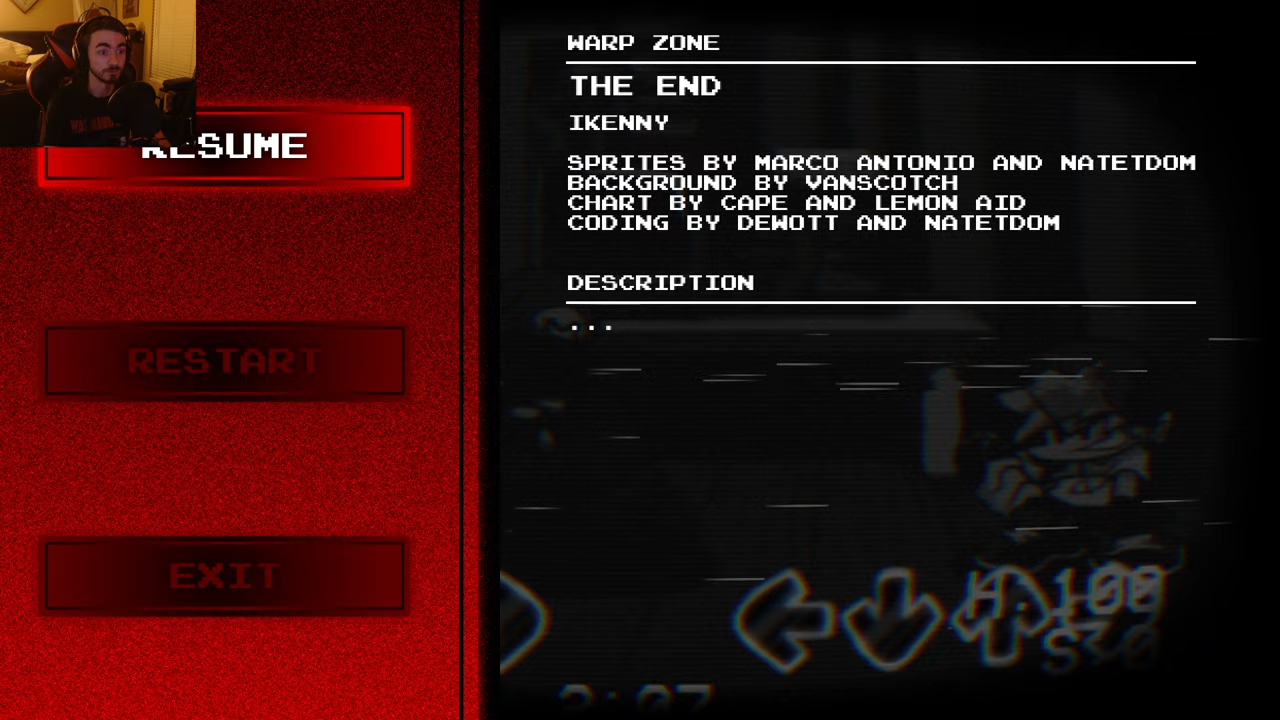 RESUME
RESTART
EXIT
WARP ZONE
THE END
IKENNY
SPRITES BY MARCO ANTONIO AND NATETDOM
BACKGROUND BY VANSCOTCH
CHART BY CAPE AND LEMON AID
CODING BY DEWOTT AND NATETDOM
DESCRIPTION
...